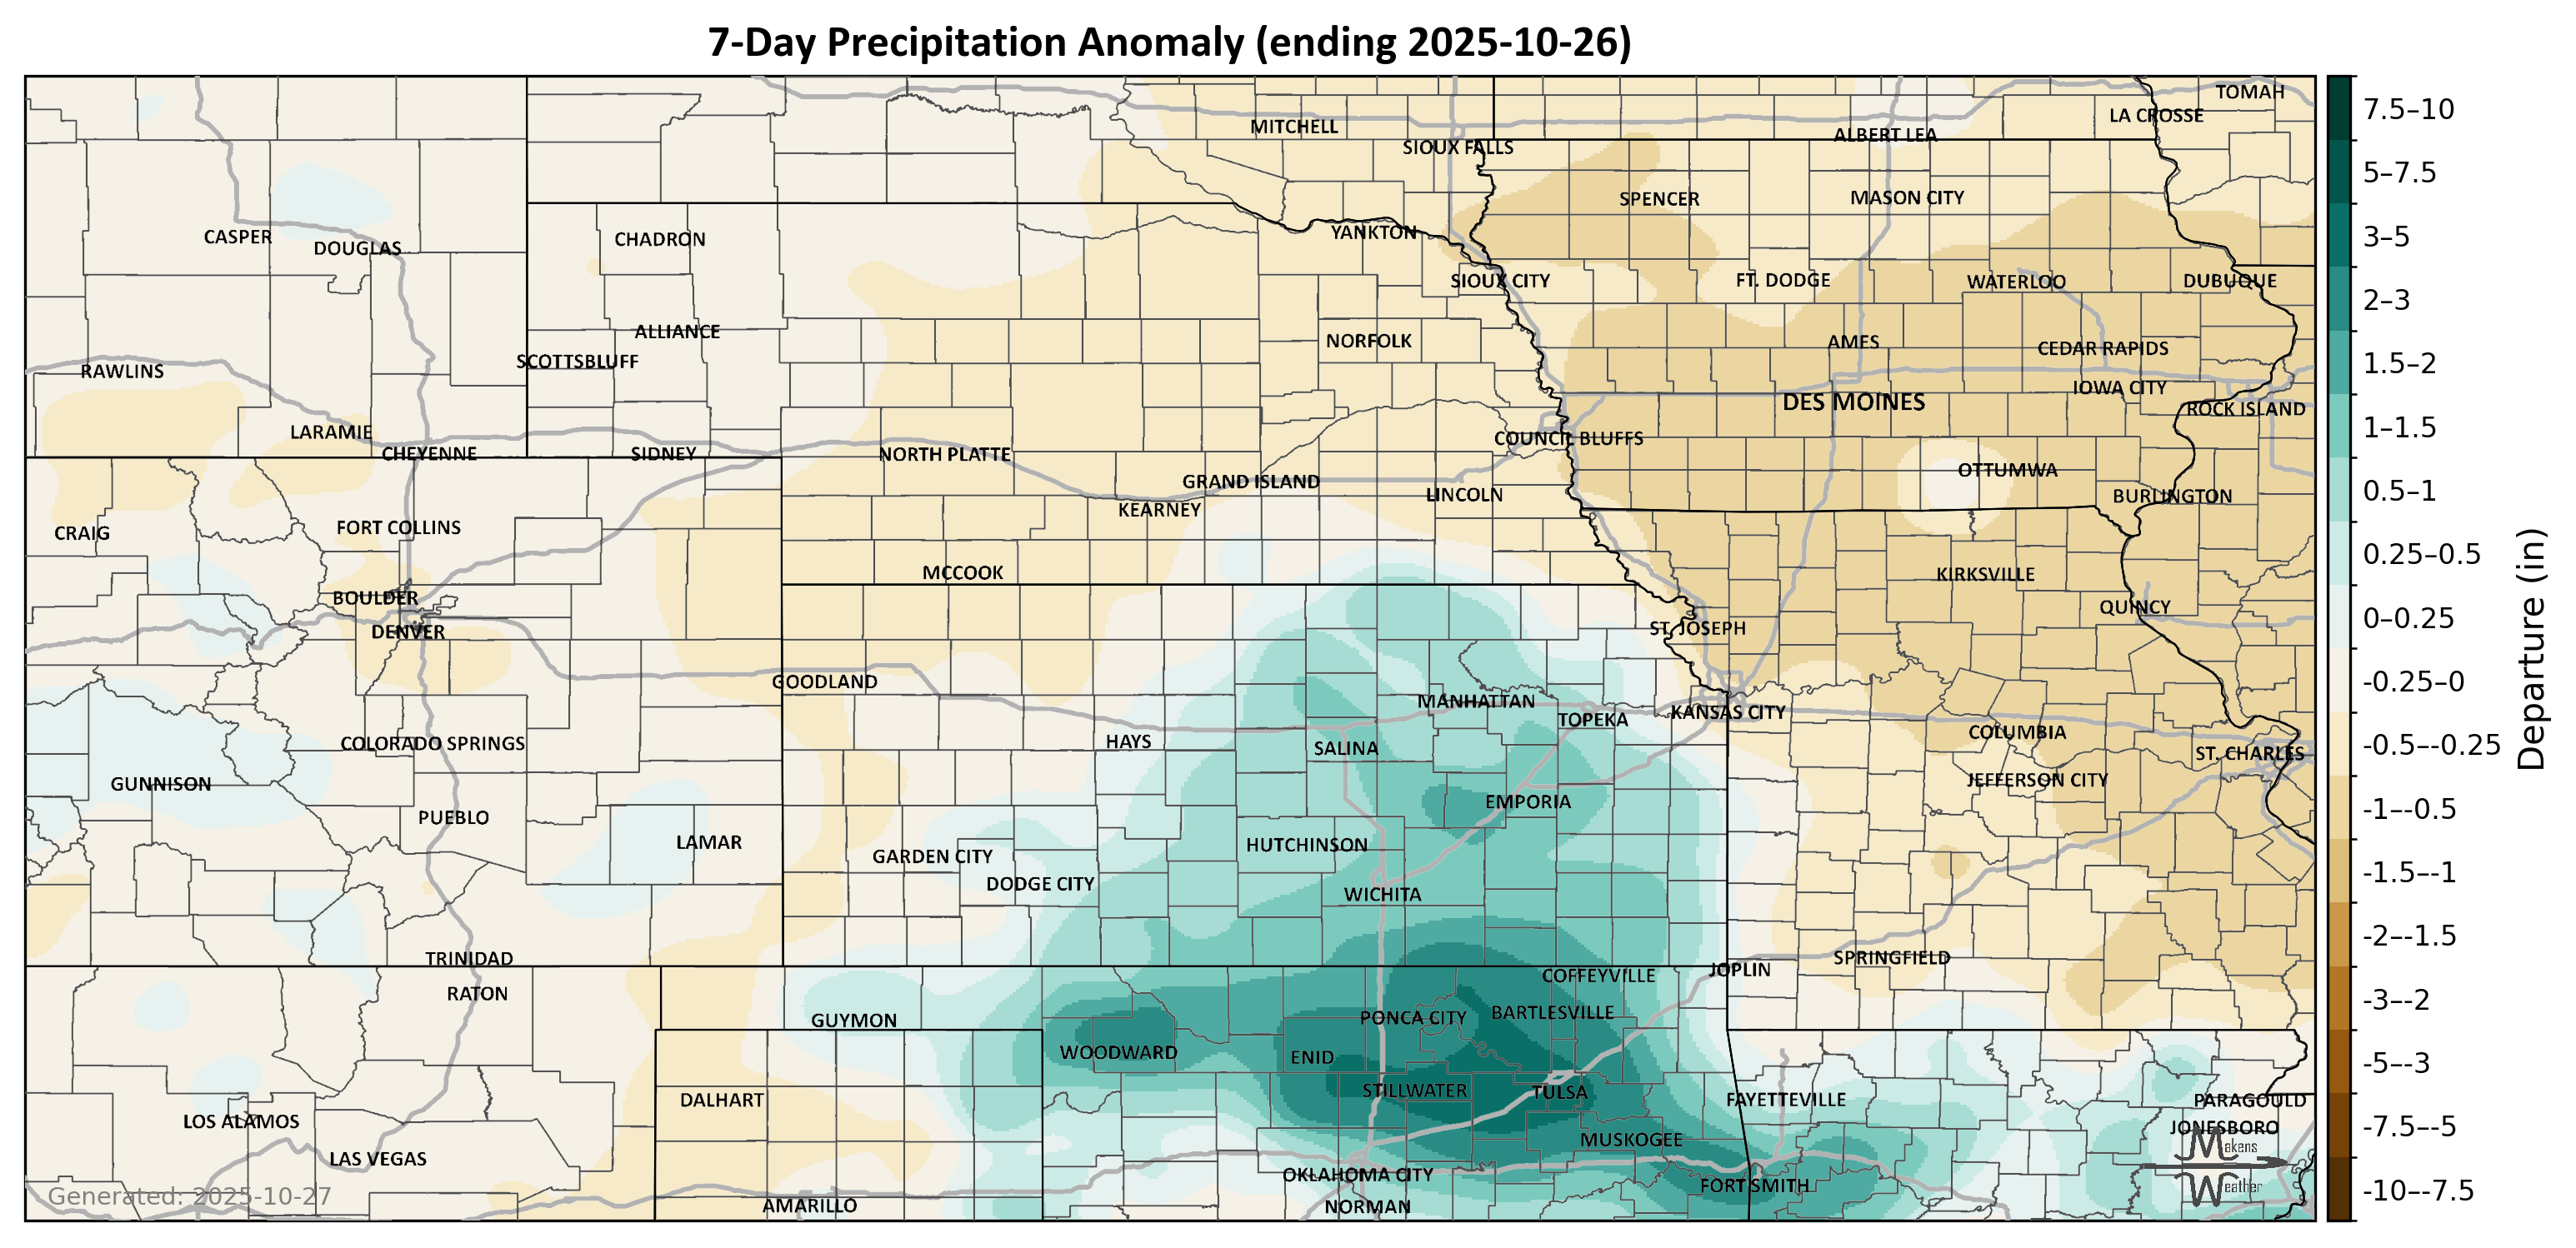 7-Day Precipitation Anomaly (ending 2025-10-26)
TOMAH
LA CROSSE
MITCHELL
ALBERT LEA
SIOUX FALLS
SPENCER
MASON CITY
CASPER
DOUGLAS
CHADRON
YANKTON
SIOUX CITY
FT. DODGE
WATERLOO
DUBUQUE
ALLIANCE
NORFOLK
AMES
CEDAR RAPIDS
SCOTTSBLUFF
RAWLINS
IOWA CITY
DES MOINES
ROCK ISLAND
LARAMIE
COUNCIL BLUFFS
CHEYENNE
SIDNEY
NORTH PLATTE
OTTUMWA
GRAND ISLAND
LINCOLN
BURLINGTON
KEARNEY
CRAIG
FORT COLLINS
MCCOOK
KIRKSVILLE
BOULDER
QUINCY
DENVER
ST. JOSEPH
GOODLAND
MANHATTAN
TOPEKA
KANSAS CITY
COLORADO SPRINGS
HAYS
SALINA
COLUMBIA
ST. CHARLES
GUNNISON
JEFFERSON CITY
PUEBLO
EMPORIA
LAMAR
GARDEN CITY
HUTCHINSON
DODGE CITY
WICHITA
TRINIDAD
SPRINGFIELD
COFFEYVILLE
JOPLIN
RATON
GUYMON
PONCA CITY
BARTLESVILLE
WOODWARD
ENID
DALHART
STILLWATER
TULSA
FAYETTEVILLE
PARAGOULD
LOS ALAMOS
MUSKOGEE
JONESBORO
LAS VEGAS
OKLAHOMA CITY
FORT SMITH
AMARILLO
NORMAN
Generated: 2025-10-27
Makens
Weather
7.5–10
5–7.5
3–5
2–3
1.5–2
1–1.5
0.5–1
0.25–0.5
0–0.25
-0.25–0
-0.5–-0.25
-1–-0.5
-1.5–-1
-2–-1.5
-3–-2
-5–-3
-7.5–-5
-10–-7.5
Departure (in)